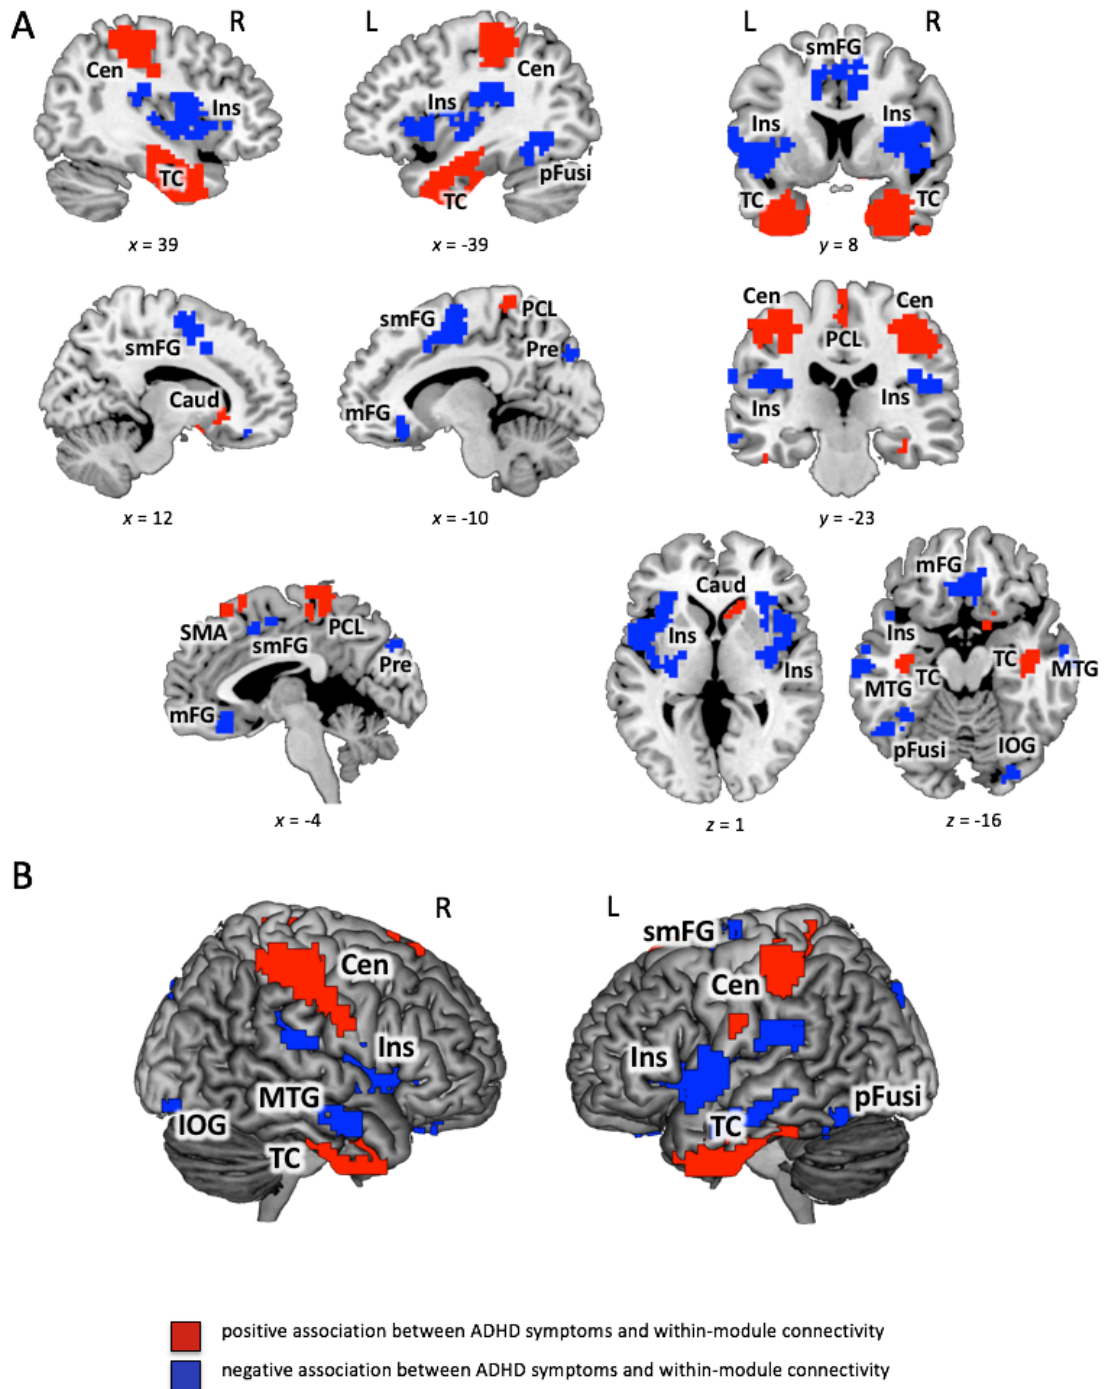 A
R
L
L
R
Cen
Ins
TC
x = 39
Cen
Ins
pFusi
TC
x = -39
smFG
Ins
Ins
TC
TC
y = 8
smFG
Caud
x = 12
smFG
PCL
Pre
mFG
x = -10
Cen
Cen
PCL
Ins
Ins
y = -23
SMA
smFG
PCL
Pre
mFG
x = -4
Caud
Ins
Ins
z = 1
mFG
Ins
TC
MTG
TC
MTG
pFusi
IOG
z = -16
B
R
L
Cen
Ins
MTG
IOG
TC
smFG
Cen
Ins
pFusi
TC
positive association between ADHD symptoms and within-module connectivity
negative association between ADHD symptoms and within-module connectivity